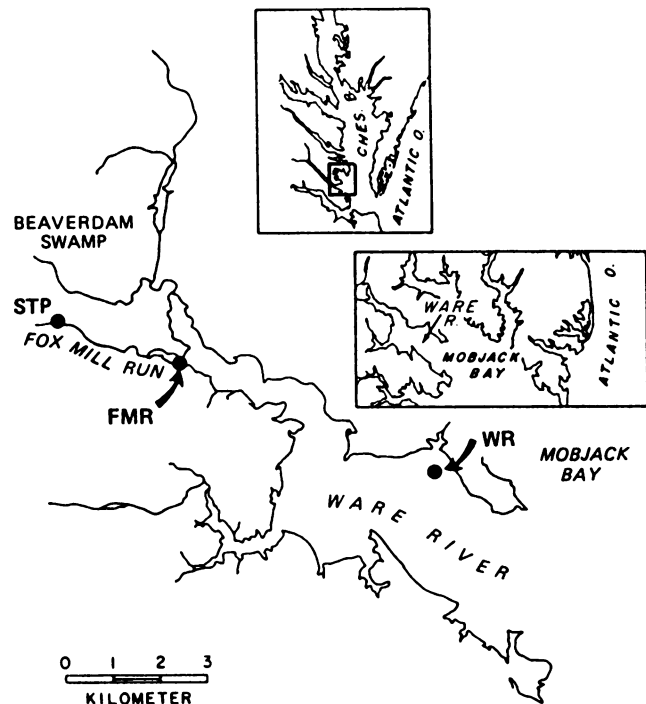 CHES. B.
ATLANTIC O.
BEAVERDAM
SWAMP
STP
FOX MILL RUN
FMR
WARE
R.
MOBJACK
BAY
ATLANTIC O.
WR
MOBJACK
BAY
WARE RIVER
0 1 2 3
KILOMETER